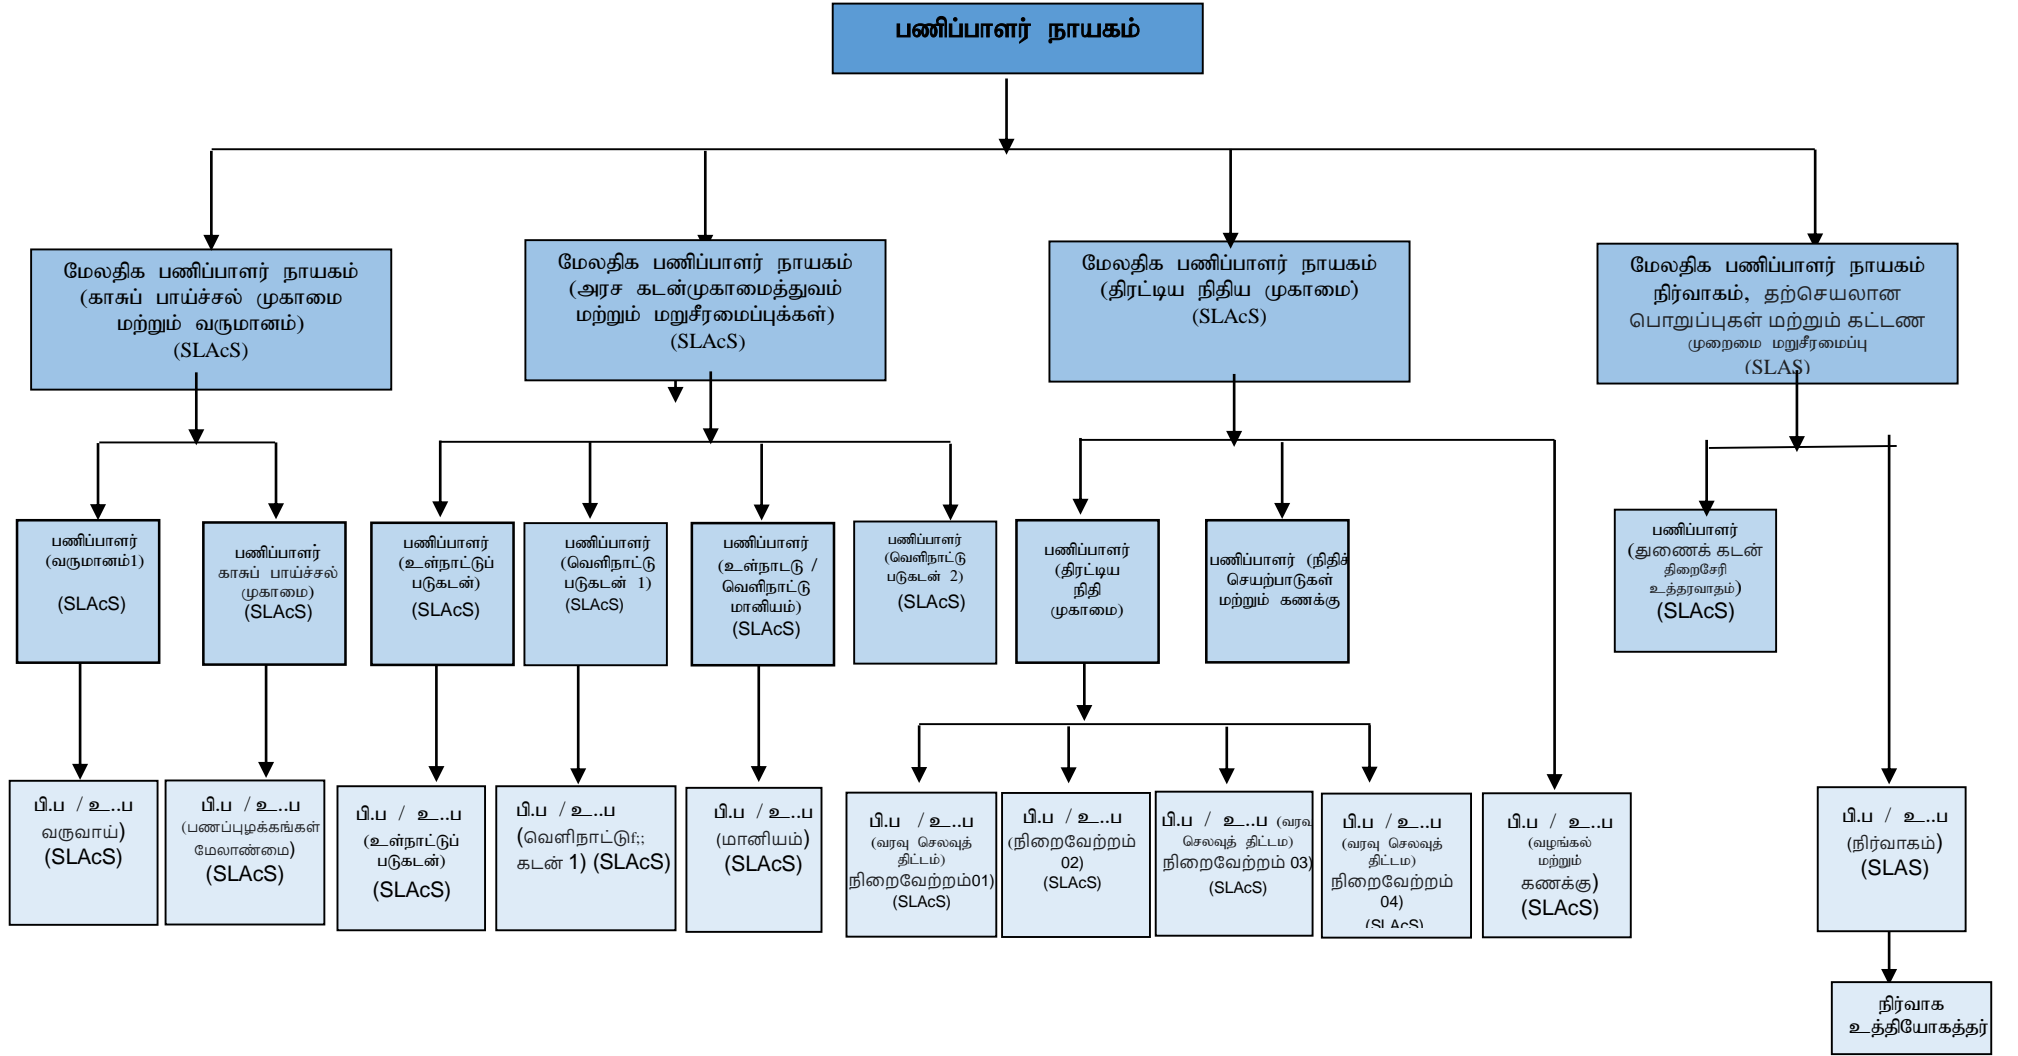 பணிப்பாளர் நாயகம்
மேலதிக பணிப்பாளர் நாயகம்
(காசுப் பாய்ச்சல் முகாமை
மற்றும் வருமானம்)
(SLAcS)
மேலதிக பணிப்பாளர் நாயகம்
(அரச கடன்முகாமைத்துவம்
மற்றும் மறுசீரமைப்புக்கள்)
(SLAcS)
மேலதிக பணிப்பாளர் நாயகம்
(திரட்டிய நிதிய முகாமை)
(SLAcS)
மேலதிக பணிப்பாளர் நாயகம்
நிர்வாகம், தற்செயலான
பொறுப்புகள் மற்றும் கட்டண
முறைமை மறுசீரமைப்பு
(SLAS)
பணிப்பாளர்
(வருமானம்1)
(SLAcS)
பணிப்பாளர்
காசுப் பாய்ச்சல்
முகாமை)
(SLAcS)
பணிப்பாளர்
(உள்நாட்டுப்
படுகடன்)
(SLAcS)
பணிப்பாளர்
(வெளிநாட்டு
படுகடன் 1)
(SLAcS)
பணிப்பாளர்
(உள்நாடடு /
வெளிநாட்டு
மானியம்)
(SLAcS)
பணிப்பாளர்
(வெளிநாட்டு
படுகடன் 2)
(SLAcS)
பணிப்பாளர்
(திரட்டிய
நிதி
முகாமை)
பணிப்பாளர் (நிதிச்
செயற்பாடுகள்
மற்றும் கணக்கு
பணிப்பாளர்
(துணைக் கடன்
திறைசேரி
உத்தரவாதம்)
(SLAcS)
பி.ப / உ..ப
வருவாய்)
(SLAcS)
பி.ப / உ..ப
(பணப்புழக்கங்கள்
மேலாண்மை)
(SLAcS)
பி.ப / உ..ப
(உள்நாட்டுப்
படுகடன்)
(SLAcS)
பி.ப / உ..ப
(வெளிநாட்டுf;;
கடன் 1) (SLAcS)
பி.ப / உ..ப
(மானியம்)
(SLAcS)
பி.ப / உ..ப
(வரவு செலவுத்
திட்டம்)
நிறைவேற்றம்01)
(SLAcS)
பி.ப / உ..ப
(நிறைவேற்றம்
02)
(SLAcS)
பி.ப / உ..ப (வரவு
செலவுத் திட்டம)
நிறைவேற்றம் 03)
(SLAcS)
பி.ப / உ..ப
(வரவு செலவுத்
திட்டம)
நிறைவேற்றம்
04)
(SLAcS)
பி.ப / உ..ப
(வழங்கல்
மற்றும்
கணக்கு)
(SLAcS)
பி.ப / உ..ப
(நிர்வாகம்)
(SLAS)
நிர்வாக
உத்தியோகத்தர்